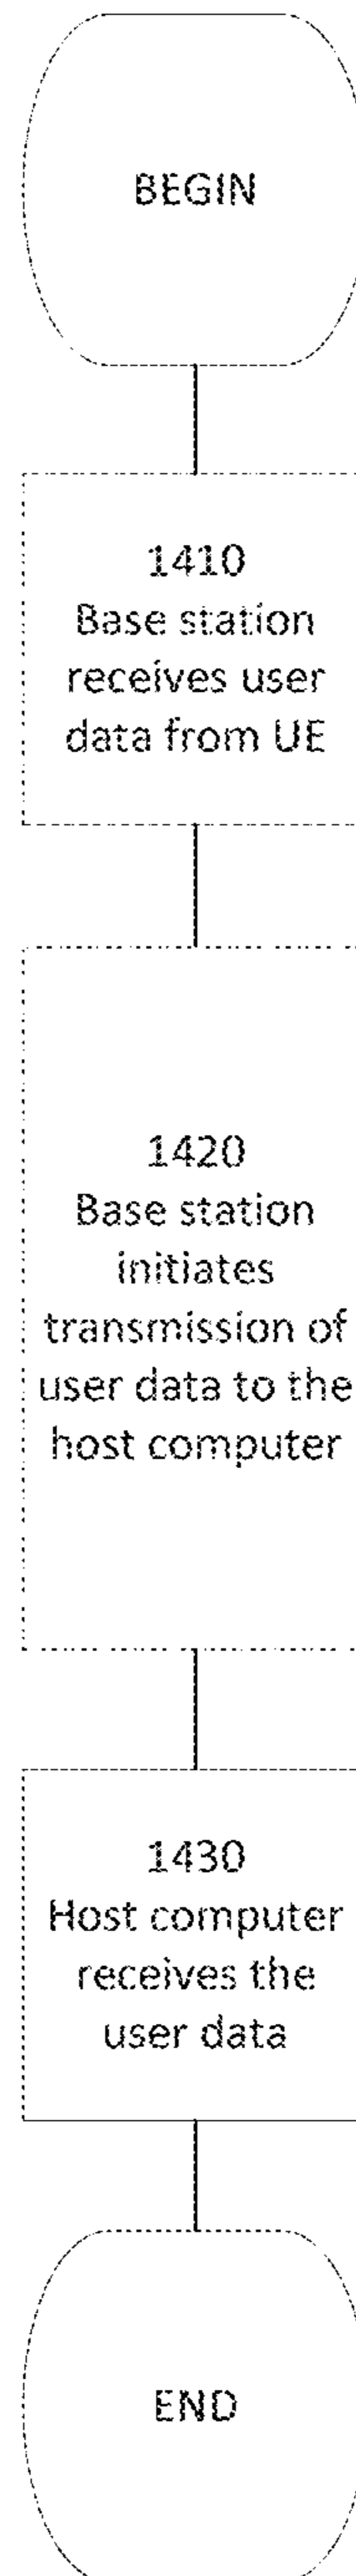 BEGIN
1410
Base station
receives user
data from UE
1420
Base station
initiates
transmission of
user data to the
host computer
1430
Host computer
receives the
user data
END